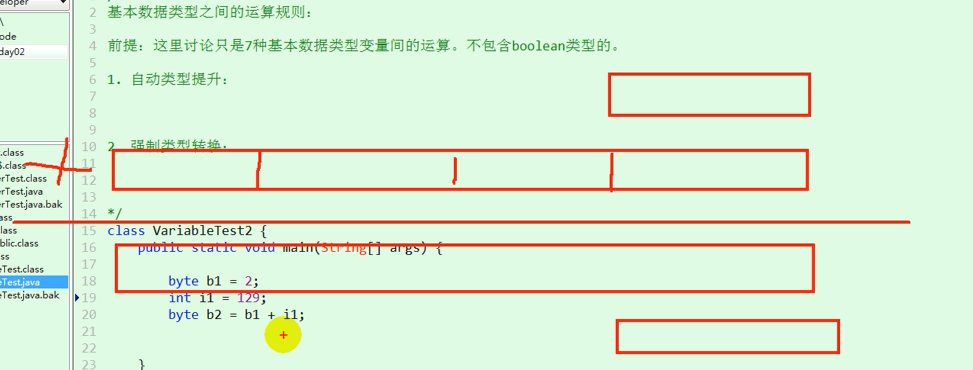 eloper
\
ode
day02
.class
$.class
erTest.class
erTest.java
erTest.java.bak
ass
lass
blic.class
ss
eTest.class
eTest.java
eTest.java.bak
2 基本数据类型之间的运算规则：
3
4 前提：这里讨论只是7种基本数据类型变量间的运算。不包含boolean类型的。
5
6 1. 自动类型提升：
7
8
9
10 2. 强制类型转换：
11
12
13
14 */
15 class VariableTest2 {
16 public static void main(String[] args) {
17
18 byte b1 = 2;
19 int i1 = 129;
20 byte b2 = b1 + i1;
21
22
23 }